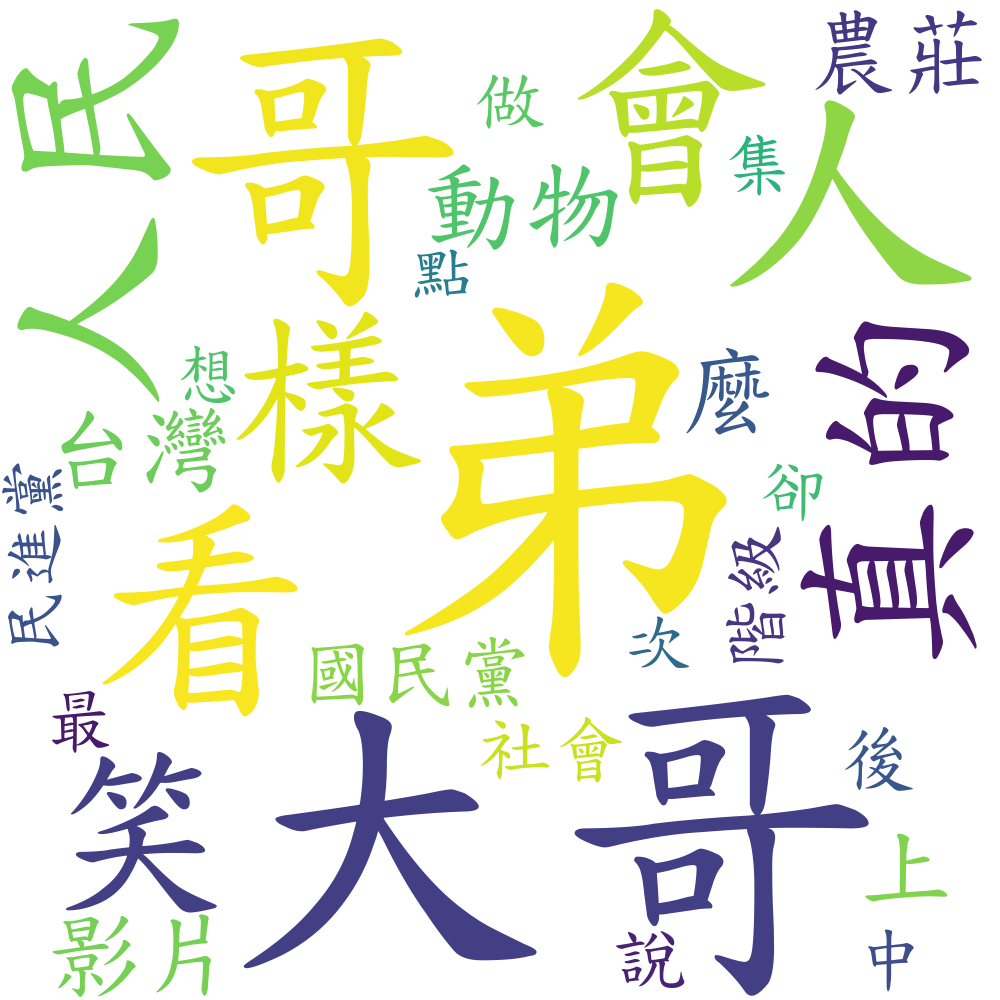 人民
哥
做
會
農莊
動物
集
人
點
弟
樣
想
麼
真的
台灣
民進黨
看
卻
階級
次
國民黨
最
社會
大哥
笑
後
上
影片
說
中